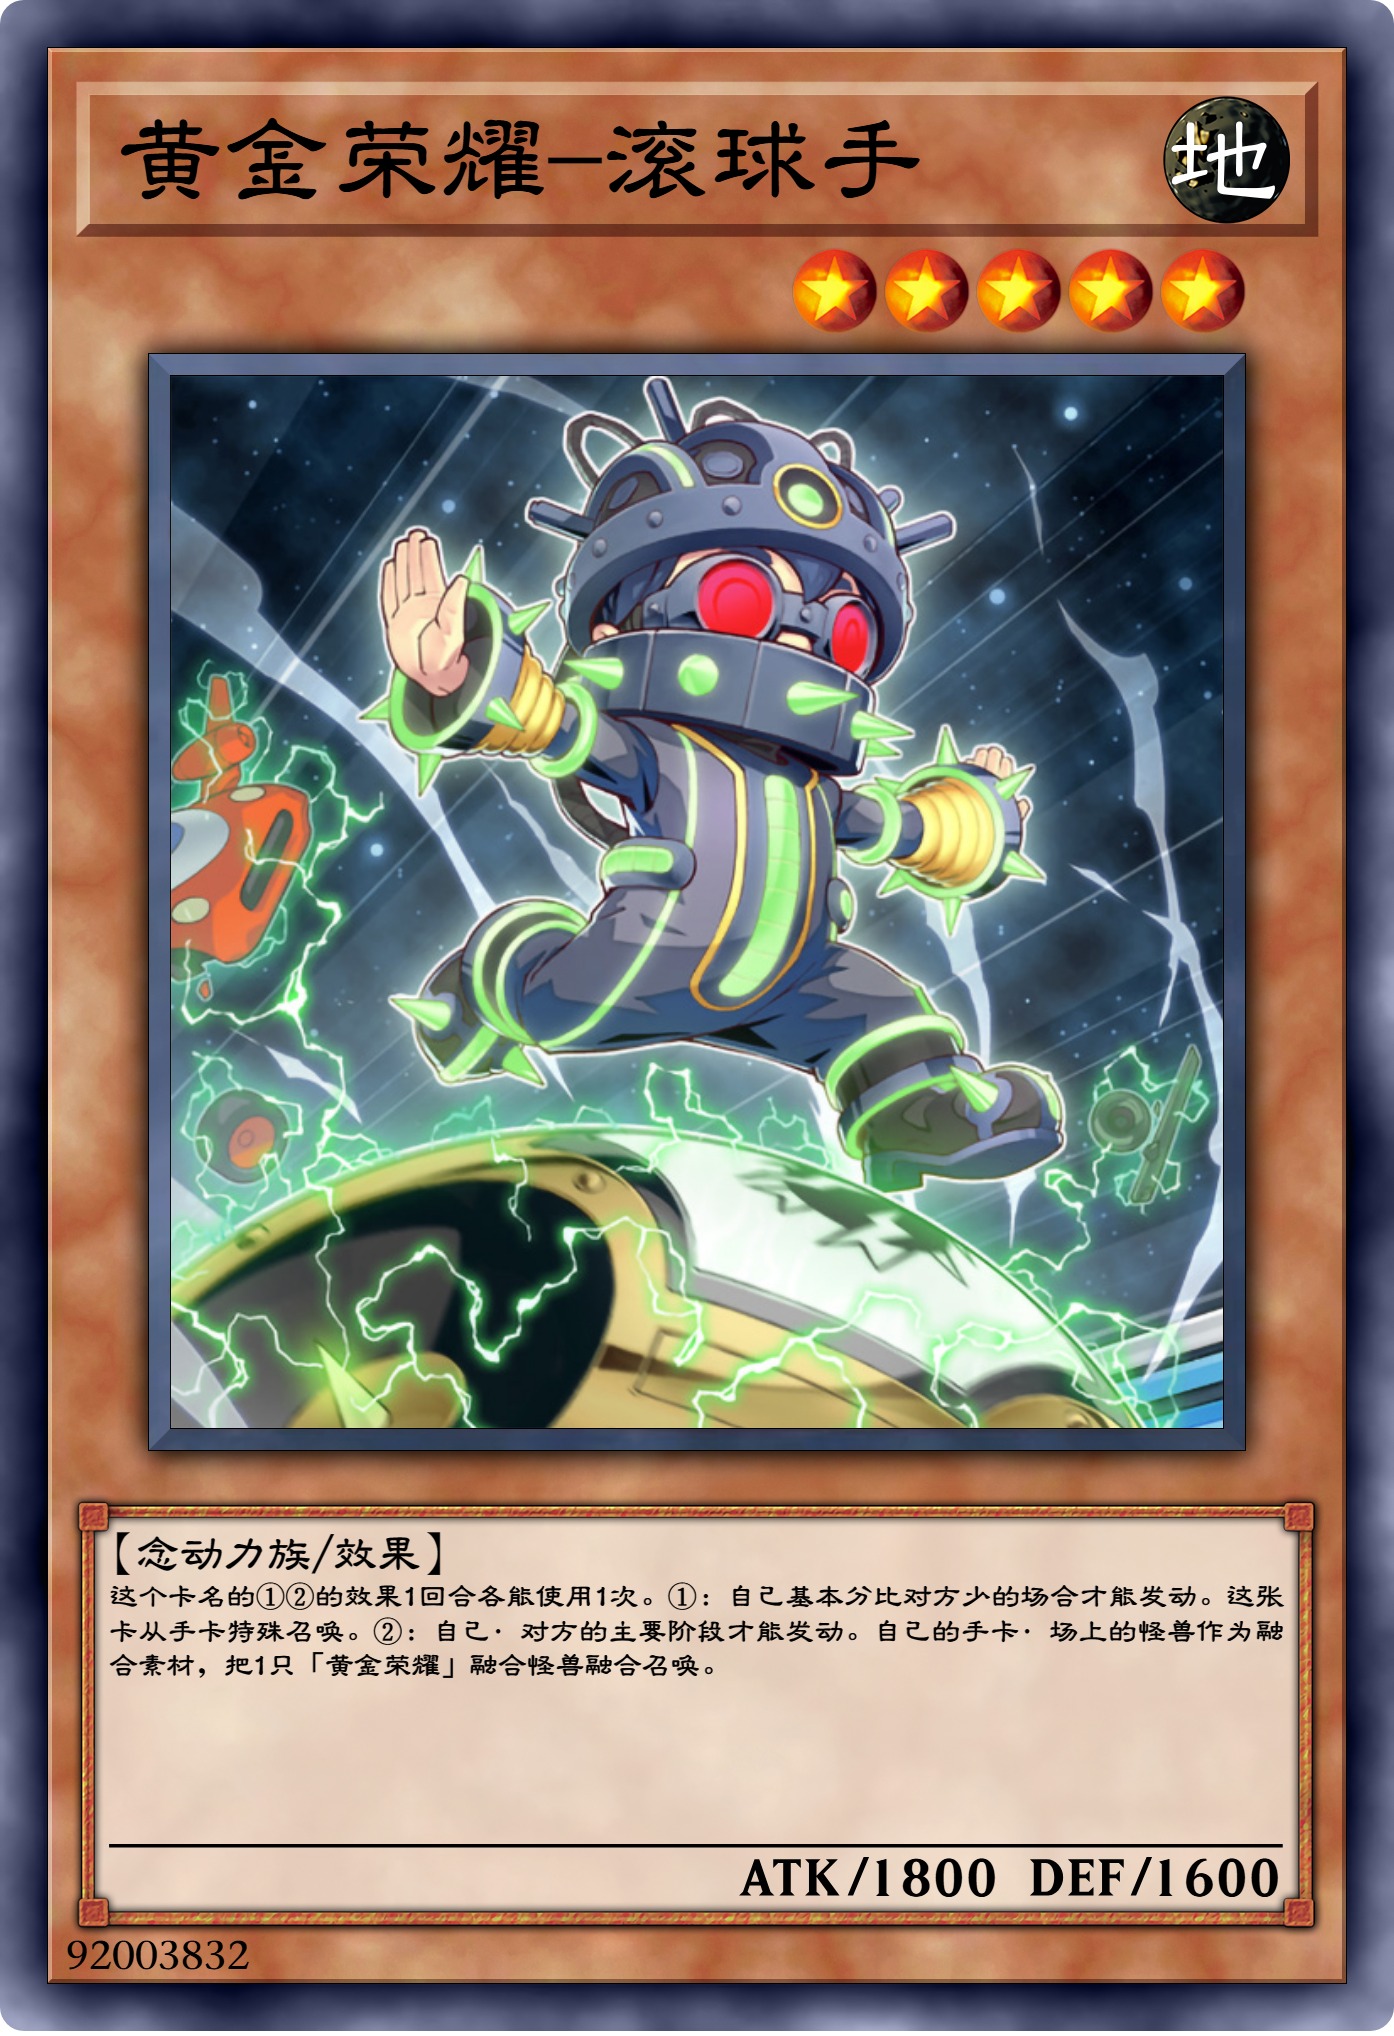 黄金荣耀-滚球手
地
【念动力族/效果】
这个卡名的①②的效果1回合各能使用1次。①：自己基本分比对方少的场合才能发动。这张
卡从手卡特殊召唤。②：自己·对方的主要阶段才能发动。自己的手卡·场上的怪兽作为融
合素材，把1只「黄金荣耀」融合怪兽融合召唤。
ATK/1800 DEF/1600
92003832